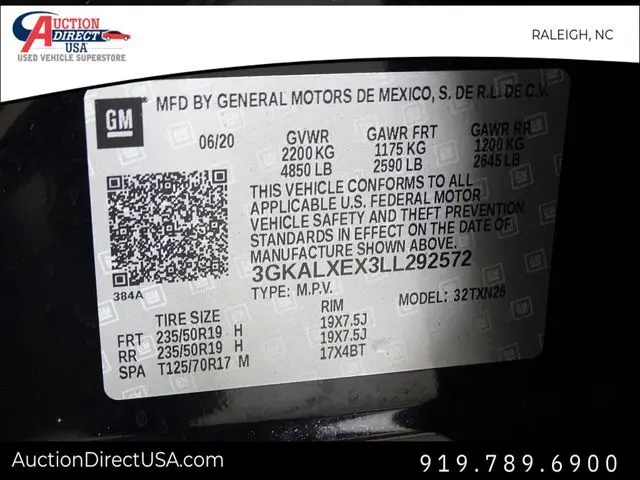 AUCTION
DIRECT
USA
USED VEHICLE SUPERSTORE
RALEIGH, NC
GM
MFD BY GENERAL MOTORS DE MEXICO, S. DE R.L. DE C.V.
06/20 GVWR GAWR FRT GAWR RR
2200 KG 1175 KG 1200 KG
4850 LB 2590 LB 2645 LB
THIS VEHICLE CONFORMS TO ALL
APPLICABLE U.S. FEDERAL MOTOR
VEHICLE SAFETY AND THEFT PREVENTION
STANDARDS IN EFFECT ON THE DATE OF
MANUFACTURE SHOWN ABOVE.
3GKALXEX3LL292572
384A
TYPE: M.P.V. MODEL: 32TXN26
TIRE SIZE RIM
FRT 235/50R19 H 19X7.5J
RR 235/50R19 H 19X7.5J
SPA T125/70R17 M 17X4BT
AuctionDirectUSA.com
919.789.6900